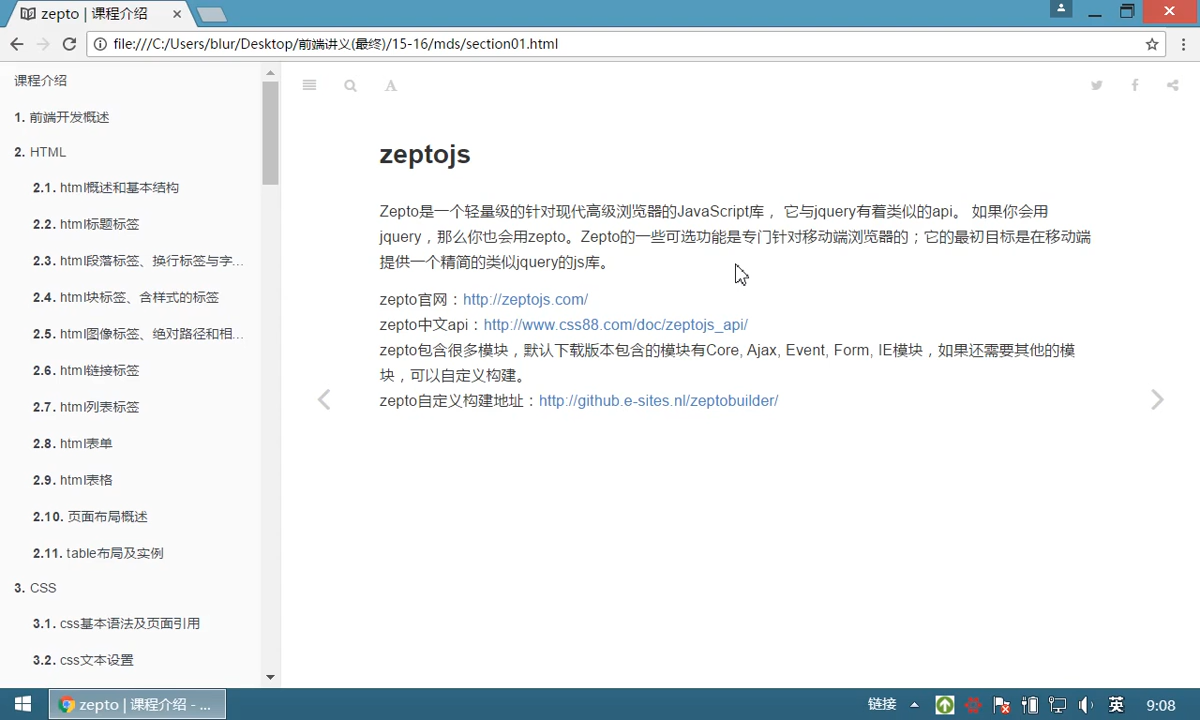 zepto | 课程介绍
file:///C:/Users/blur/Desktop/前端讲义(最终)/15-16/mds/section01.html
课程介绍
1. 前端开发概述
2. HTML
2.1. html概述和基本结构
2.2. html标题标签
2.3. html段落标签、换行标签与字...
2.4. html块标签、含样式的标签
2.5. html图像标签、绝对路径和相...
2.6. html链接标签
2.7. html列表标签
2.8. html表单
2.9. html表格
2.10. 页面布局概述
2.11. table布局及实例
3. CSS
3.1. css基本语法及页面引用
3.2. css文本设置
A
zeptojs
Zepto是一个轻量级的针对现代高级浏览器的JavaScript库， 它与jquery有着类似的api。 如果你会用
jquery，那么你也会用zepto。Zepto的一些可选功能是专门针对移动端浏览器的；它的最初目标是在移动端
提供一个精简的类似jquery的js库。
zepto官网：http://zeptojs.com/
zepto中文api：http://www.css88.com/doc/zeptojs_api/
zepto包含很多模块，默认下载版本包含的模块有Core, Ajax, Event, Form, IE模块，如果还需要其他的模
块，可以自定义构建。
zepto自定义构建地址：http://github.e-sites.nl/zeptobuilder/
zepto | 课程介绍 - ...
链接
英
9:08